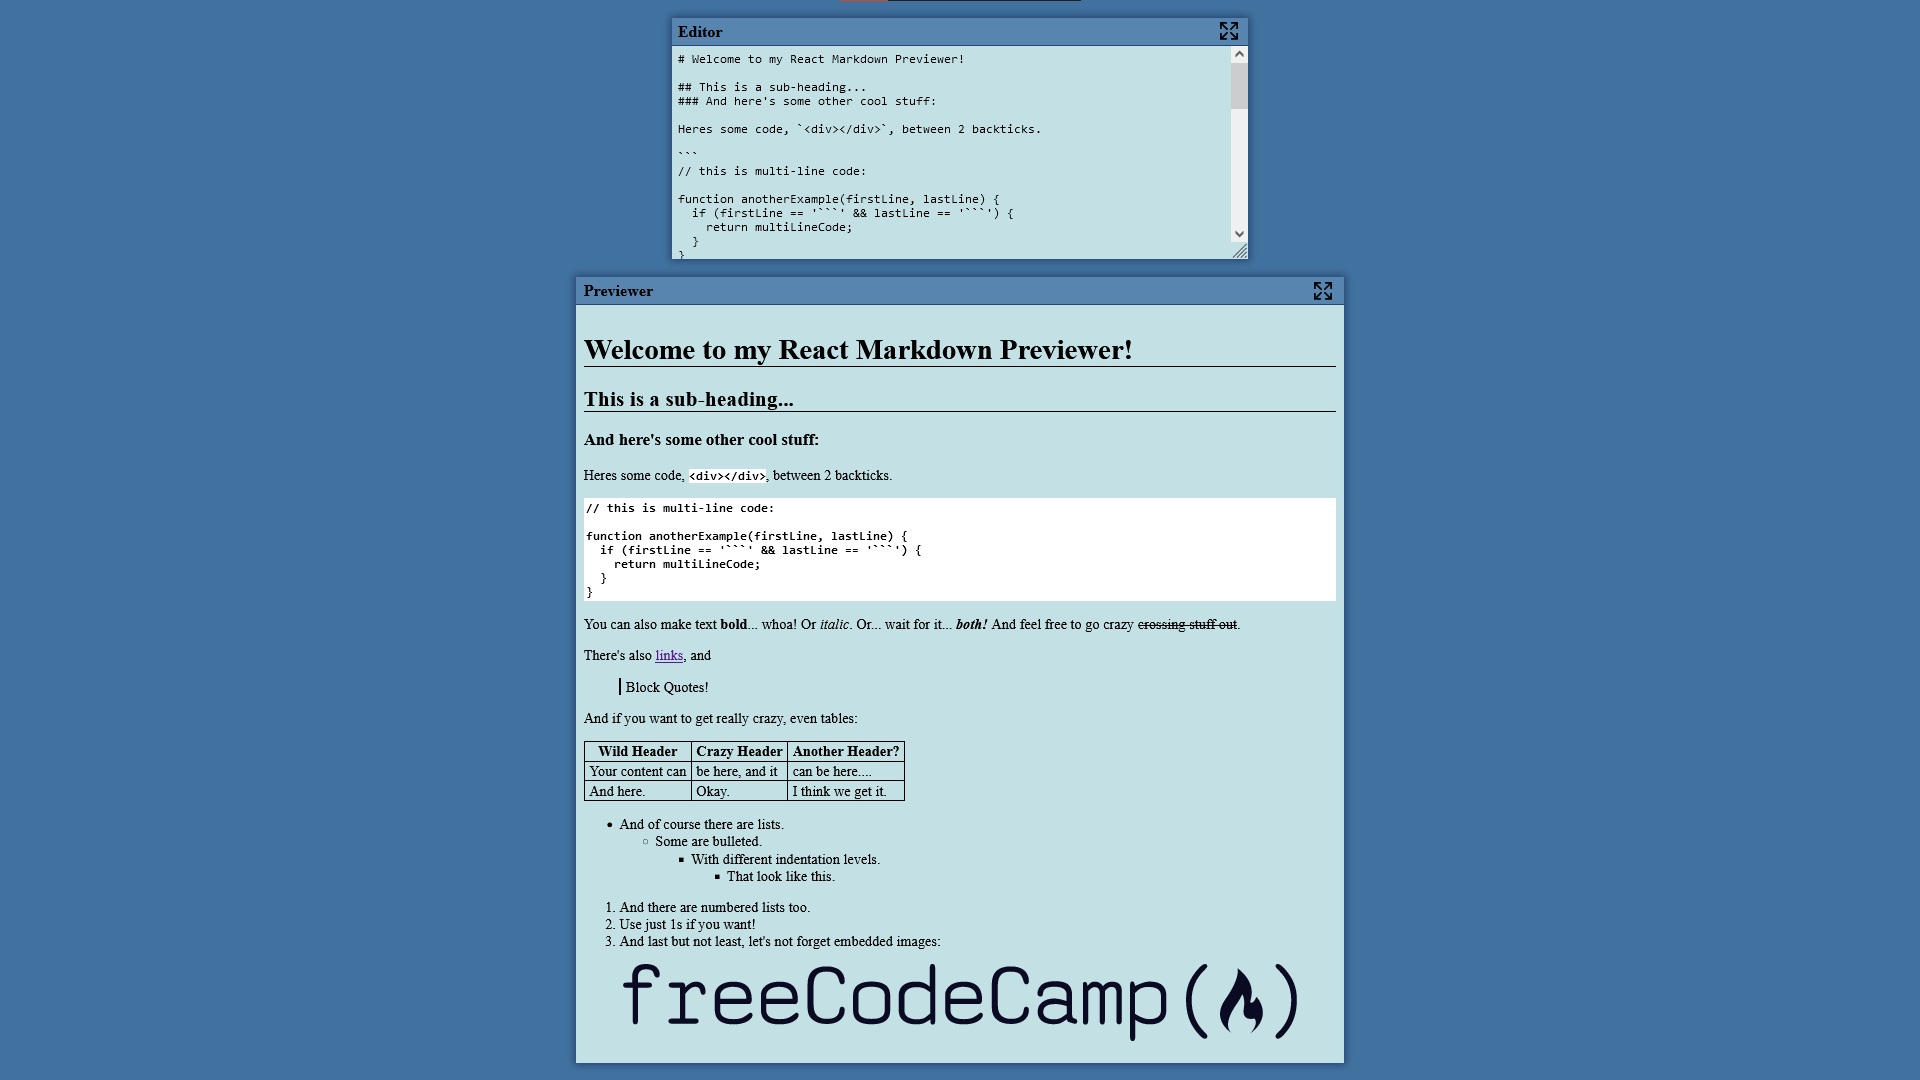 Editor
# Welcome to my React Markdown Previewer!
## This is a sub-heading...
### And here's some other cool stuff:
Heres some code, `<div></div>`, between 2 backticks.
```
// this is multi-line code:
function anotherExample(firstLine, lastLine) {
  if (firstLine == '```' && lastLine == '```') {
    return multiLineCode;
  }
}
Previewer
Welcome to my React Markdown Previewer!
This is a sub-heading...
And here's some other cool stuff:
Heres some code, <div></div>, between 2 backticks.
// this is multi-line code:
function anotherExample(firstLine, lastLine) {
  if (firstLine == '```' && lastLine == '```') {
    return multiLineCode;
  }
}
You can also make text bold... whoa! Or italic. Or... wait for it... both! And feel free to go crazy crossing stuff out.
There's also links, and
Block Quotes!
And if you want to get really crazy, even tables:
Wild Header Crazy Header Another Header?
Your content can be here, and it can be here....
And here. Okay. I think we get it.
And of course there are lists.
Some are bulleted.
With different indentation levels.
That look like this.
1. And there are numbered lists too.
2. Use just 1s if you want!
3. And last but not least, let's not forget embedded images:
freeCodeCamp